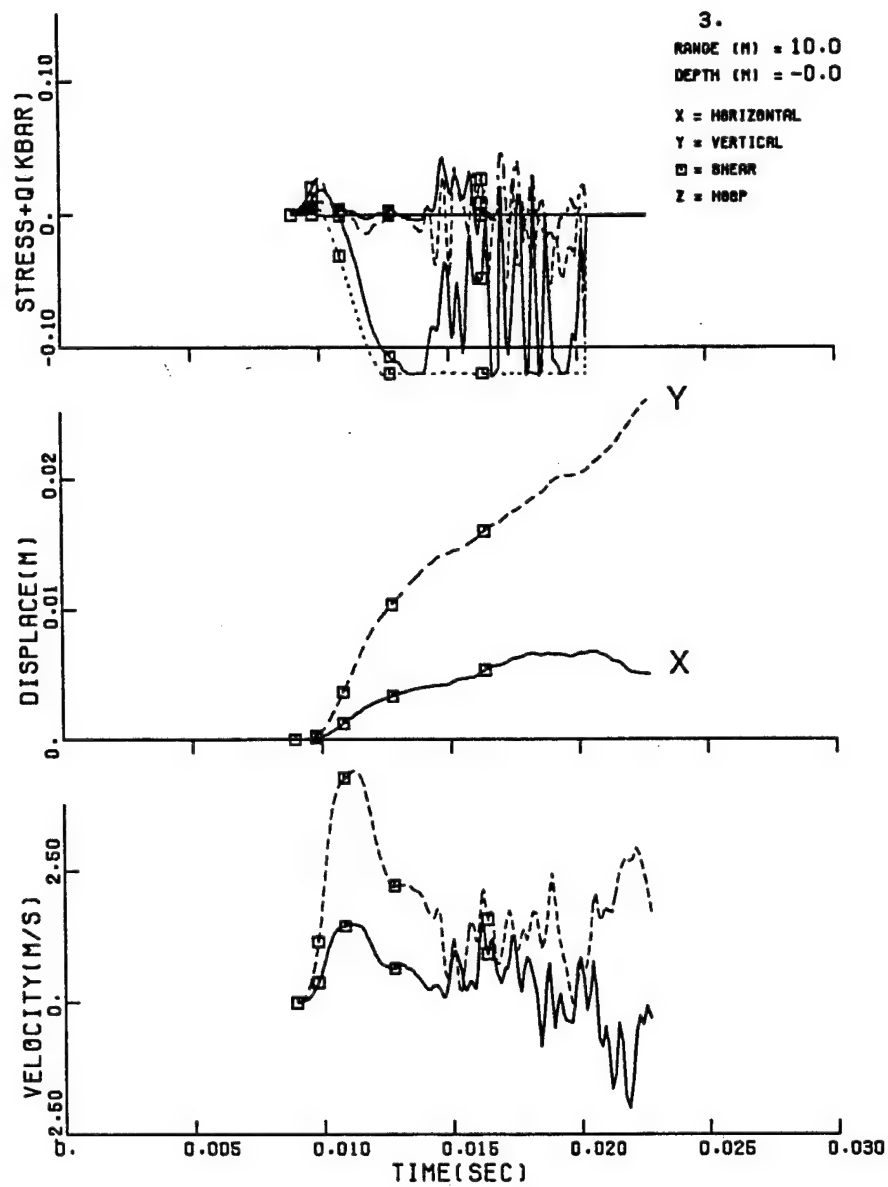 3.
RANGE (M) = 10.0
DEPTH (M) = -0.0
X = HORIZONTAL
Y = VERTICAL
= SHEAR
Z = HOOP
STRESS+Q(KBAR)
0.10
0.
-0.10
Y
X
DISPLACE(M)
0.02
0.01
0.
VELOCITY(M/S)
2.50
0.
2.50
0. 0.005 0.010 0.015 0.020 0.025 0.030
TIME(SEC)